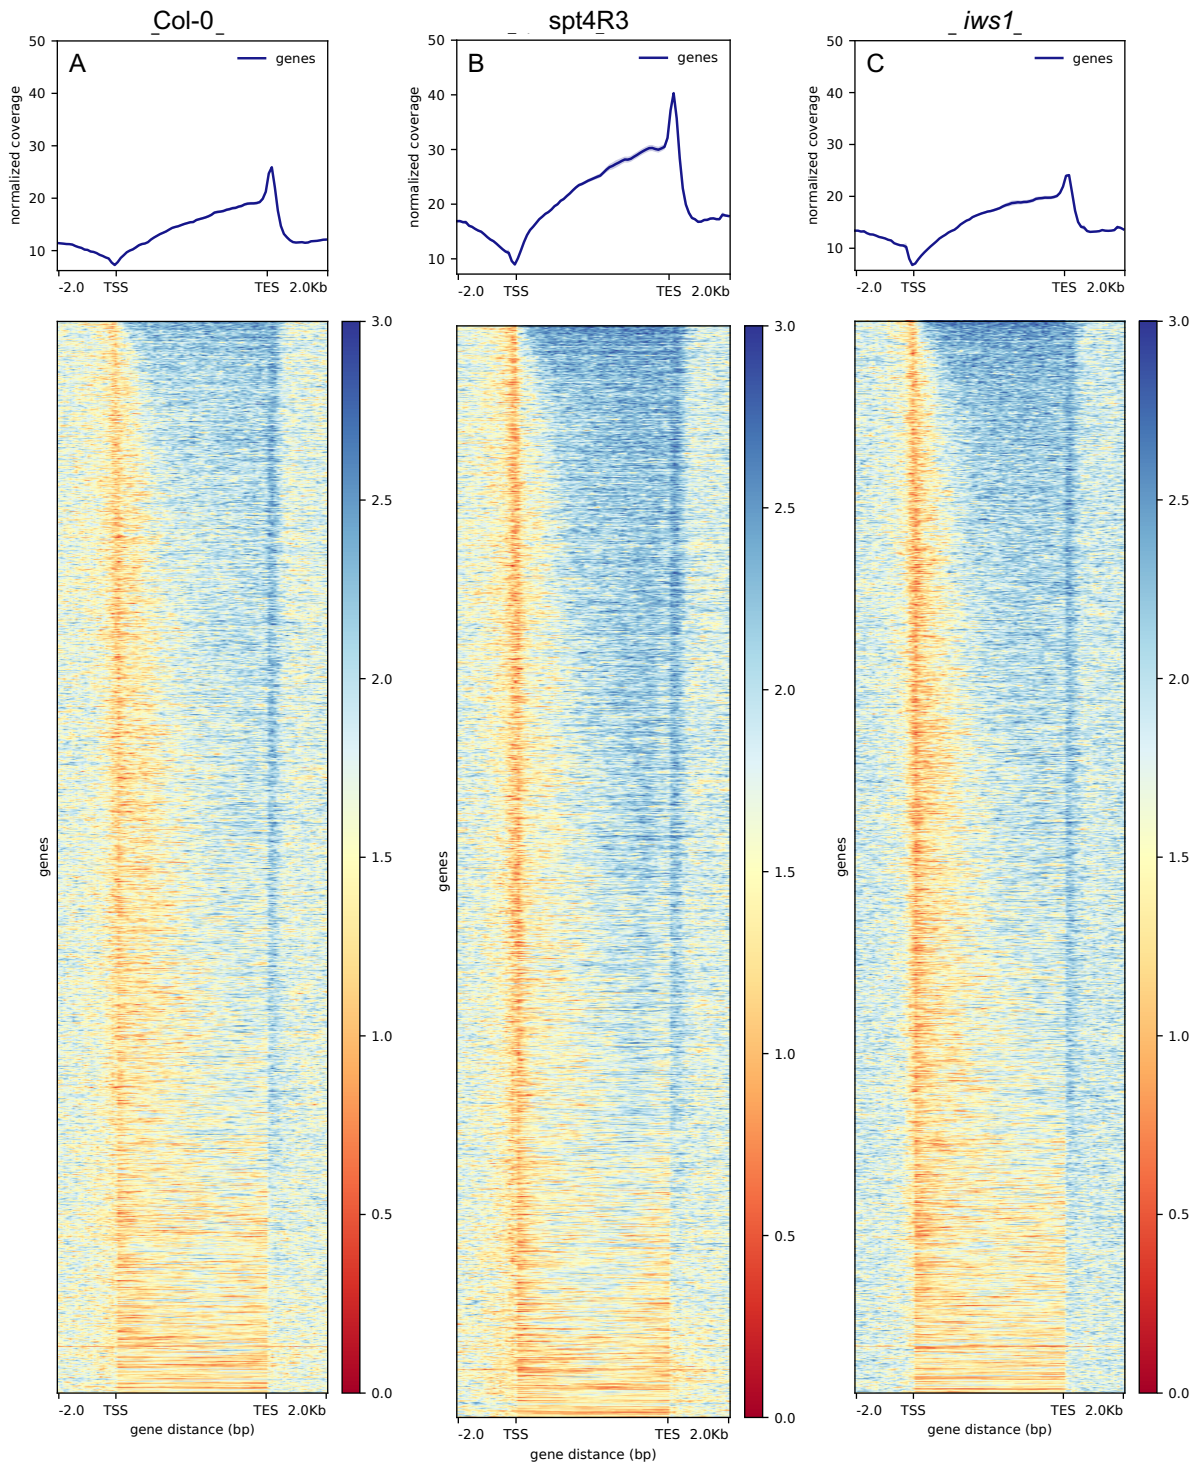 _Col-0_
spt4R3
_iws1_
A
genes
normalized coverage
50
40
30
20
10
-2.0
TSS
TES
2.0Kb
B
genes
normalized coverage
50
40
30
20
10
-2.0
TSS
TES
2.0Kb
C
genes
normalized coverage
50
40
30
20
10
-2.0
TSS
TES
2.0Kb
genes
3.0
2.5
2.0
1.5
1.0
0.5
0.0
-2.0
TSS
TES
2.0Kb
gene distance (bp)
genes
3.0
2.5
2.0
1.5
1.0
0.5
0.0
-2.0
TSS
TES
2.0Kb
gene distance (bp)
genes
3.0
2.5
2.0
1.5
1.0
0.5
0.0
-2.0
TSS
TES
2.0Kb
gene distance (bp)